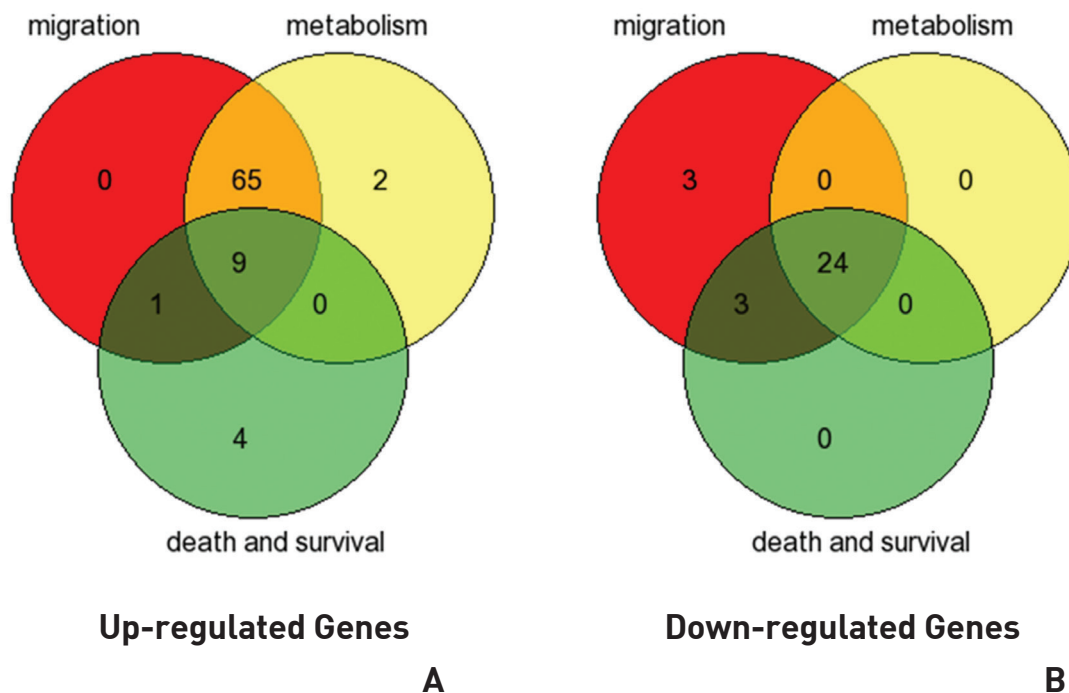 migration metabolism
0 65 2
9
1 0
4
death and survival
Up-regulated Genes
A
migration metabolism
3 0 0
24
3 0
0
death and survival
Down-regulated Genes
B